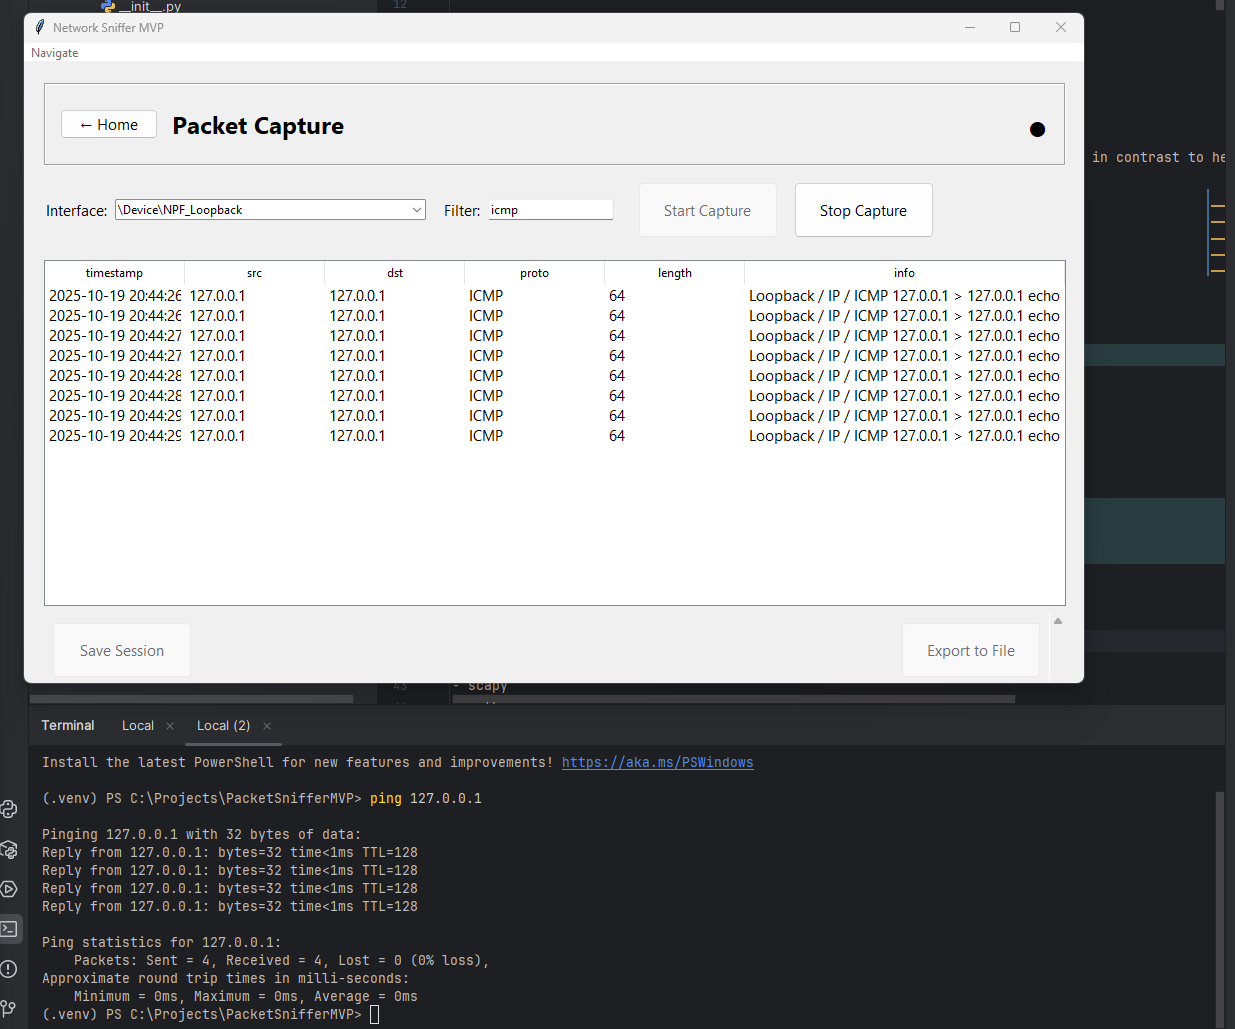 __init__.py
12
Network Sniffer MVP
Navigate
← Home
Packet Capture
in contrast to he
Interface: \Device\NPF_Loopback Filter: icmp Start Capture Stop Capture
timestamp src dst proto length info
2025-10-19 20:44:26 127.0.0.1 127.0.0.1 ICMP 64 Loopback / IP / ICMP 127.0.0.1 > 127.0.0.1 echo
2025-10-19 20:44:26 127.0.0.1 127.0.0.1 ICMP 64 Loopback / IP / ICMP 127.0.0.1 > 127.0.0.1 echo
2025-10-19 20:44:27 127.0.0.1 127.0.0.1 ICMP 64 Loopback / IP / ICMP 127.0.0.1 > 127.0.0.1 echo
2025-10-19 20:44:27 127.0.0.1 127.0.0.1 ICMP 64 Loopback / IP / ICMP 127.0.0.1 > 127.0.0.1 echo
2025-10-19 20:44:28 127.0.0.1 127.0.0.1 ICMP 64 Loopback / IP / ICMP 127.0.0.1 > 127.0.0.1 echo
2025-10-19 20:44:28 127.0.0.1 127.0.0.1 ICMP 64 Loopback / IP / ICMP 127.0.0.1 > 127.0.0.1 echo
2025-10-19 20:44:29 127.0.0.1 127.0.0.1 ICMP 64 Loopback / IP / ICMP 127.0.0.1 > 127.0.0.1 echo
2025-10-19 20:44:29 127.0.0.1 127.0.0.1 ICMP 64 Loopback / IP / ICMP 127.0.0.1 > 127.0.0.1 echo
Save Session Export to File
43 - scapy
Terminal Local × Local (2) ×
Install the latest PowerShell for new features and improvements! https://aka.ms/PSWindows
(.venv) PS C:\Projects\PacketSnifferMVP> ping 127.0.0.1
Pinging 127.0.0.1 with 32 bytes of data:
Reply from 127.0.0.1: bytes=32 time<1ms TTL=128
Reply from 127.0.0.1: bytes=32 time<1ms TTL=128
Reply from 127.0.0.1: bytes=32 time<1ms TTL=128
Reply from 127.0.0.1: bytes=32 time<1ms TTL=128
Ping statistics for 127.0.0.1:
Packets: Sent = 4, Received = 4, Lost = 0 (0% loss),
Approximate round trip times in milli-seconds:
Minimum = 0ms, Maximum = 0ms, Average = 0ms
(.venv) PS C:\Projects\PacketSnifferMVP>